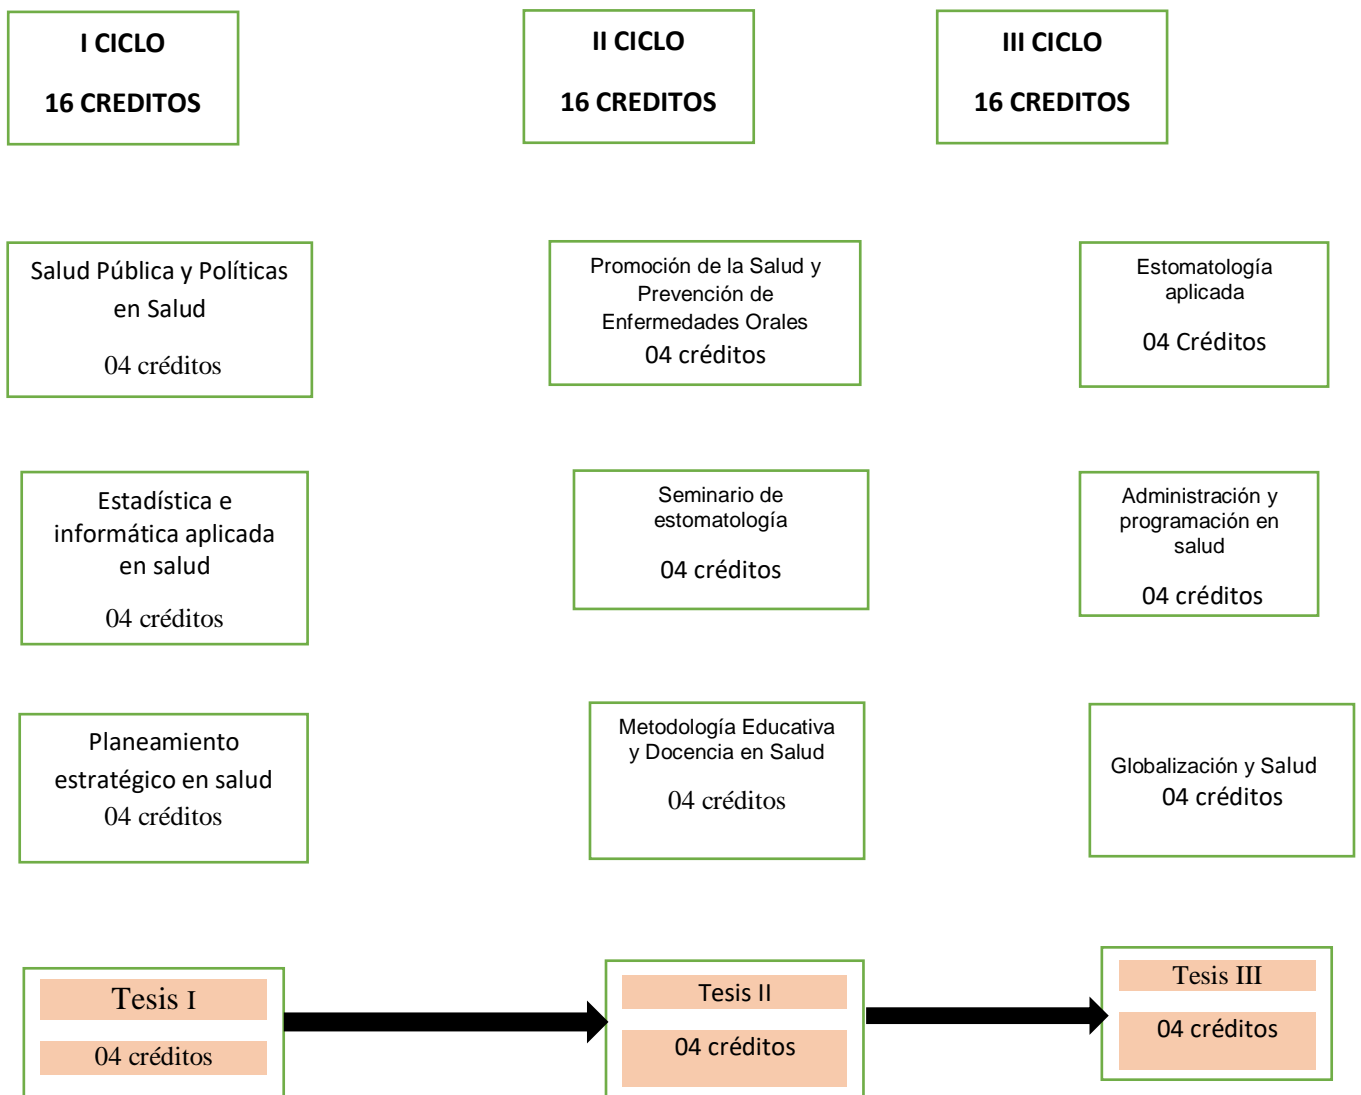 I CICLO
16 CREDITOS
II CICLO
16 CREDITOS
III CICLO
16 CREDITOS
Salud Pública y Políticas
en Salud
04 créditos
Promoción de la Salud y
Prevención de
Enfermedades Orales
04 créditos
Estomatología
aplicada
04 Créditos
Estadística e
informática aplicada
en salud
04 créditos
Seminario de
estomatología
04 créditos
Administración y
programación en
salud
04 créditos
Planeamiento
estratégico en salud
04 créditos
Metodología Educativa
y Docencia en Salud
04 créditos
Globalización y Salud
04 créditos
Tesis I
04 créditos
Tesis II
04 créditos
Tesis III
04 créditos